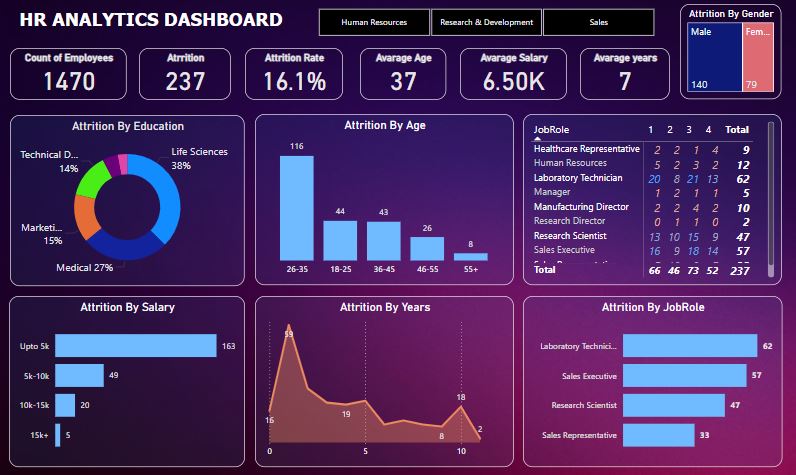 HR ANALYTICS DASHBOARD
Human Resources
Research & Development
Sales
Attrition By Gender
Male
Fem...
140
79
Count of Employees
1470
Atrrition
237
Attrition Rate
16.1%
Avarage Age
37
Avarage Salary
6.50K
Avarage years
7
Attrition By Education
Technical D...
14%
Life Sciences
38%
Marketi...
15%
Medical 27%
Attrition By Age
116
44
43
26
8
26-35
18-25
36-45
46-55
55+
JobRole 1 2 3 4 Total
Healthcare Representative 2 2 1 4 9
Human Resources 5 2 3 2 12
Laboratory Technician 20 8 21 13 62
Manager 1 2 1 1 5
Manufacturing Director 2 2 4 2 10
Research Director 0 1 1 0 2
Research Scientist 13 10 15 9 47
Sales Executive 16 9 18 14 57
Total 66 46 73 52 237
Attrition By Salary
Upto 5k 163
5k-10k 49
10k-15k 20
15k+ 5
Attrition By Years
59
16
19
18
8
2
0 5 10
Attrition By JobRole
Laboratory Technici... 62
Sales Executive 57
Research Scientist 47
Sales Representative 33